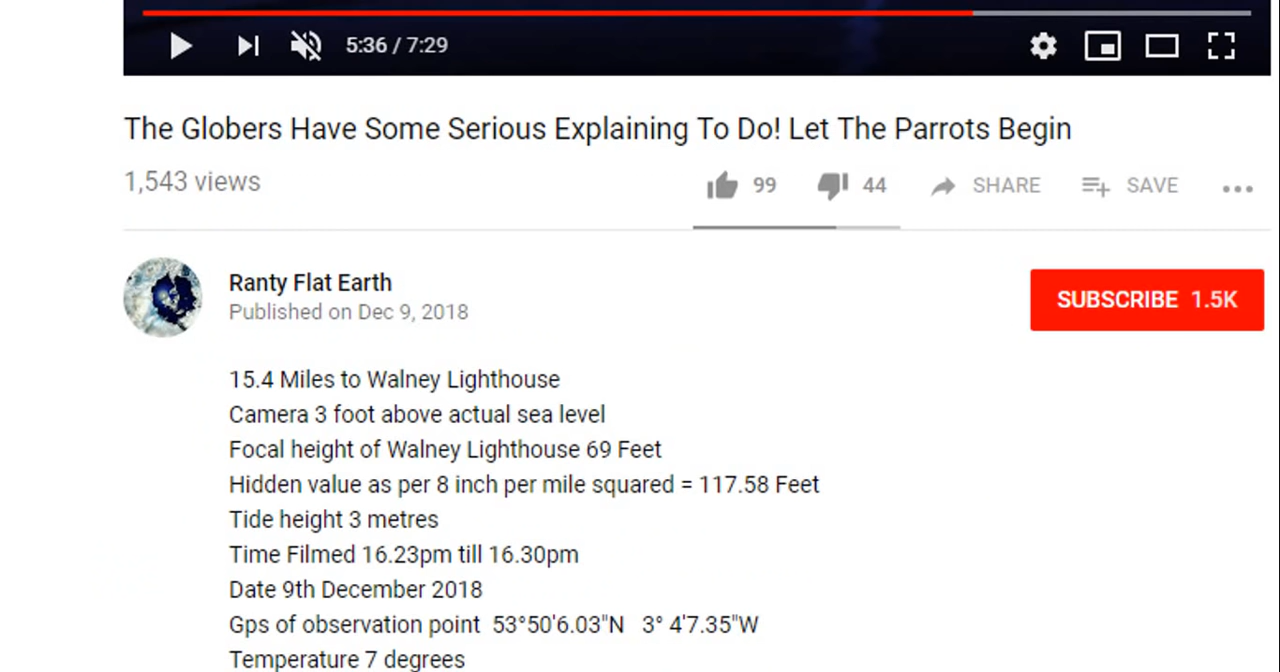 5:36 / 7:29
The Globers Have Some Serious Explaining To Do! Let The Parrots Begin
1,543 views
99 44 SHARE SAVE
Ranty Flat Earth
Published on Dec 9, 2018
SUBSCRIBE 1.5K
15.4 Miles to Walney Lighthouse
Camera 3 foot above actual sea level
Focal height of Walney Lighthouse 69 Feet
Hidden value as per 8 inch per mile squared = 117.58 Feet
Tide height 3 metres
Time Filmed 16.23pm till 16.30pm
Date 9th December 2018
Gps of observation point 53°50'6.03"N 3° 4'7.35"W
Temperature 7 degrees